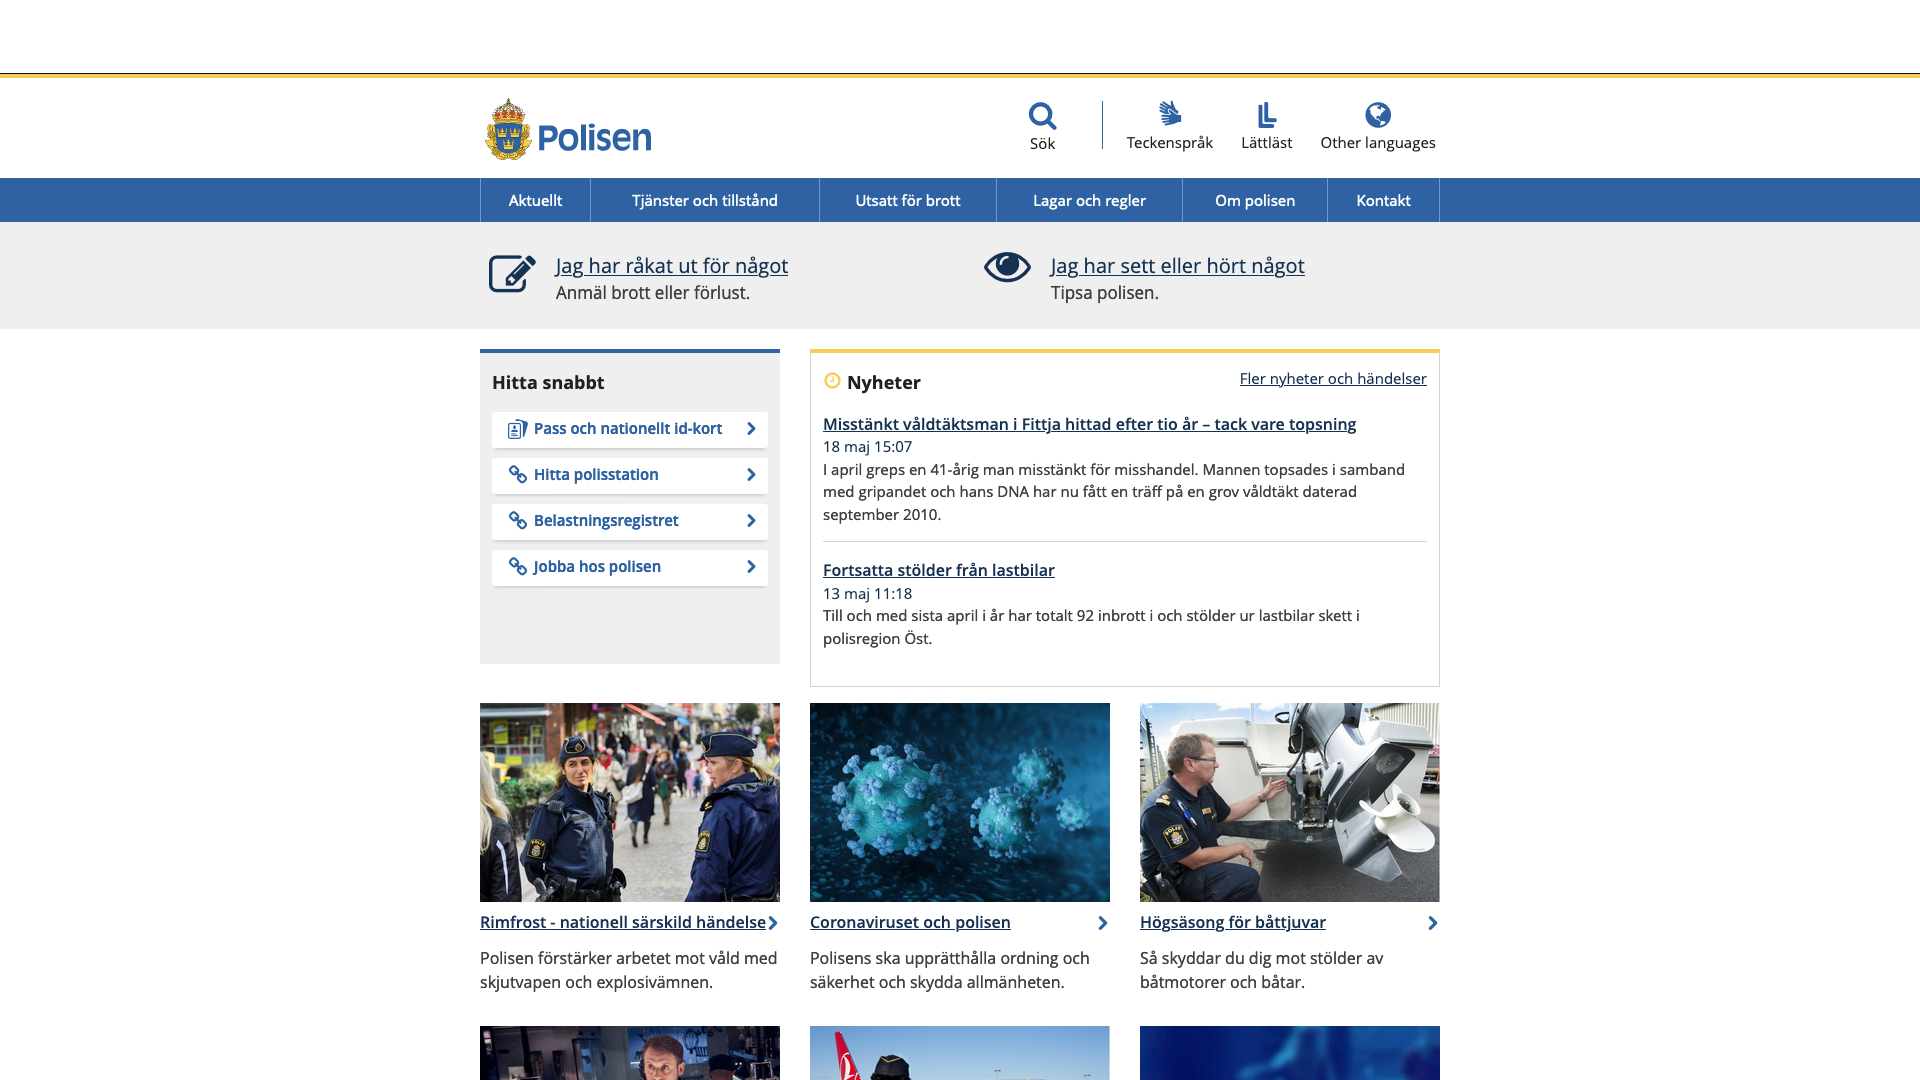 Polisen
Sök
Teckenspråk
Lättläst
Other languages
Aktuellt
Tjänster och tillstånd
Utsatt för brott
Lagar och regler
Om polisen
Kontakt
Jag har råkat ut för något
Anmäl brott eller förlust.
Jag har sett eller hört något
Tipsa polisen.
Hitta snabbt
Pass och nationellt id-kort
Hitta polisstation
Belastningsregistret
Jobba hos polisen
Nyheter
Fler nyheter och händelser
Misstänkt våldtäktsman i Fittja hittad efter tio år – tack vare topsning
18 maj 15:07
I april greps en 41-årig man misstänkt för misshandel. Mannen topsades i samband
med gripandet och hans DNA har nu fått en träff på en grov våldtäkt daterad
september 2010.
Fortsatta stölder från lastbilar
13 maj 11:18
Till och med sista april i år har totalt 92 inbrott i och stölder ur lastbilar skett i
polisregion Öst.
POLIS
Rimfrost - nationell särskild händelse
Polisen förstärker arbetet mot våld med
skjutvapen och explosivämnen.
Coronaviruset och polisen
Polisens ska upprätthålla ordning och
säkerhet och skydda allmänheten.
POLIS
Högsäsong för båttjuvar
Så skyddar du dig mot stölder av
båtmotorer och båtar.